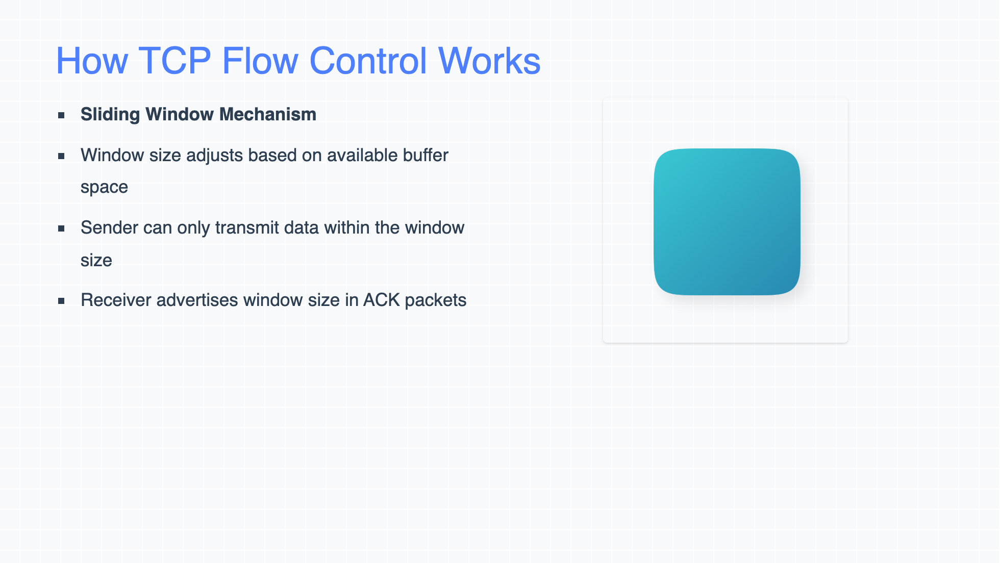 How TCP Flow Control Works
Sliding Window Mechanism
Window size adjusts based on available buffer
space
Sender can only transmit data within the window
size
Receiver advertises window size in ACK packets